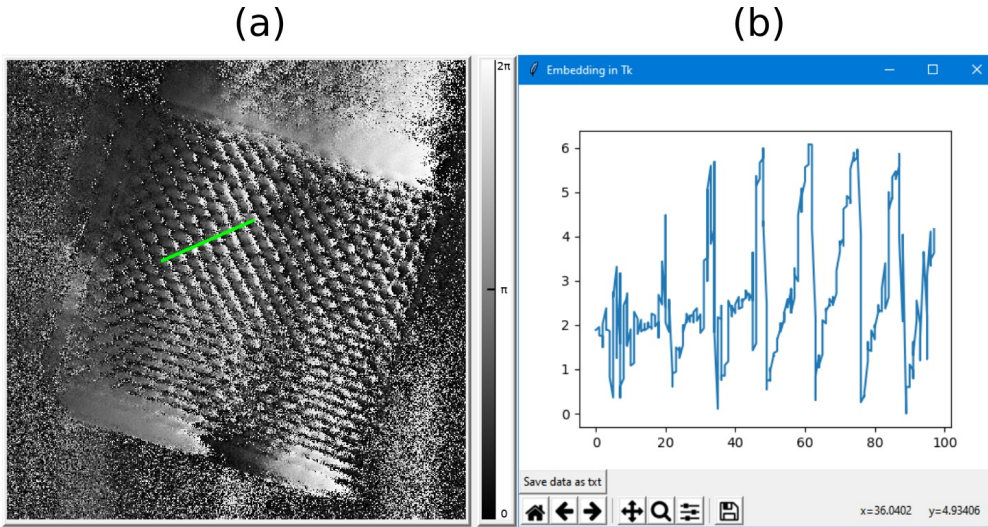 (a)
(b)
2π
π
0
Embedding in Tk
6
5
4
3
2
1
0
0 20 40 60 80 100
Save data as txt
x=36.0402 y=4.93406